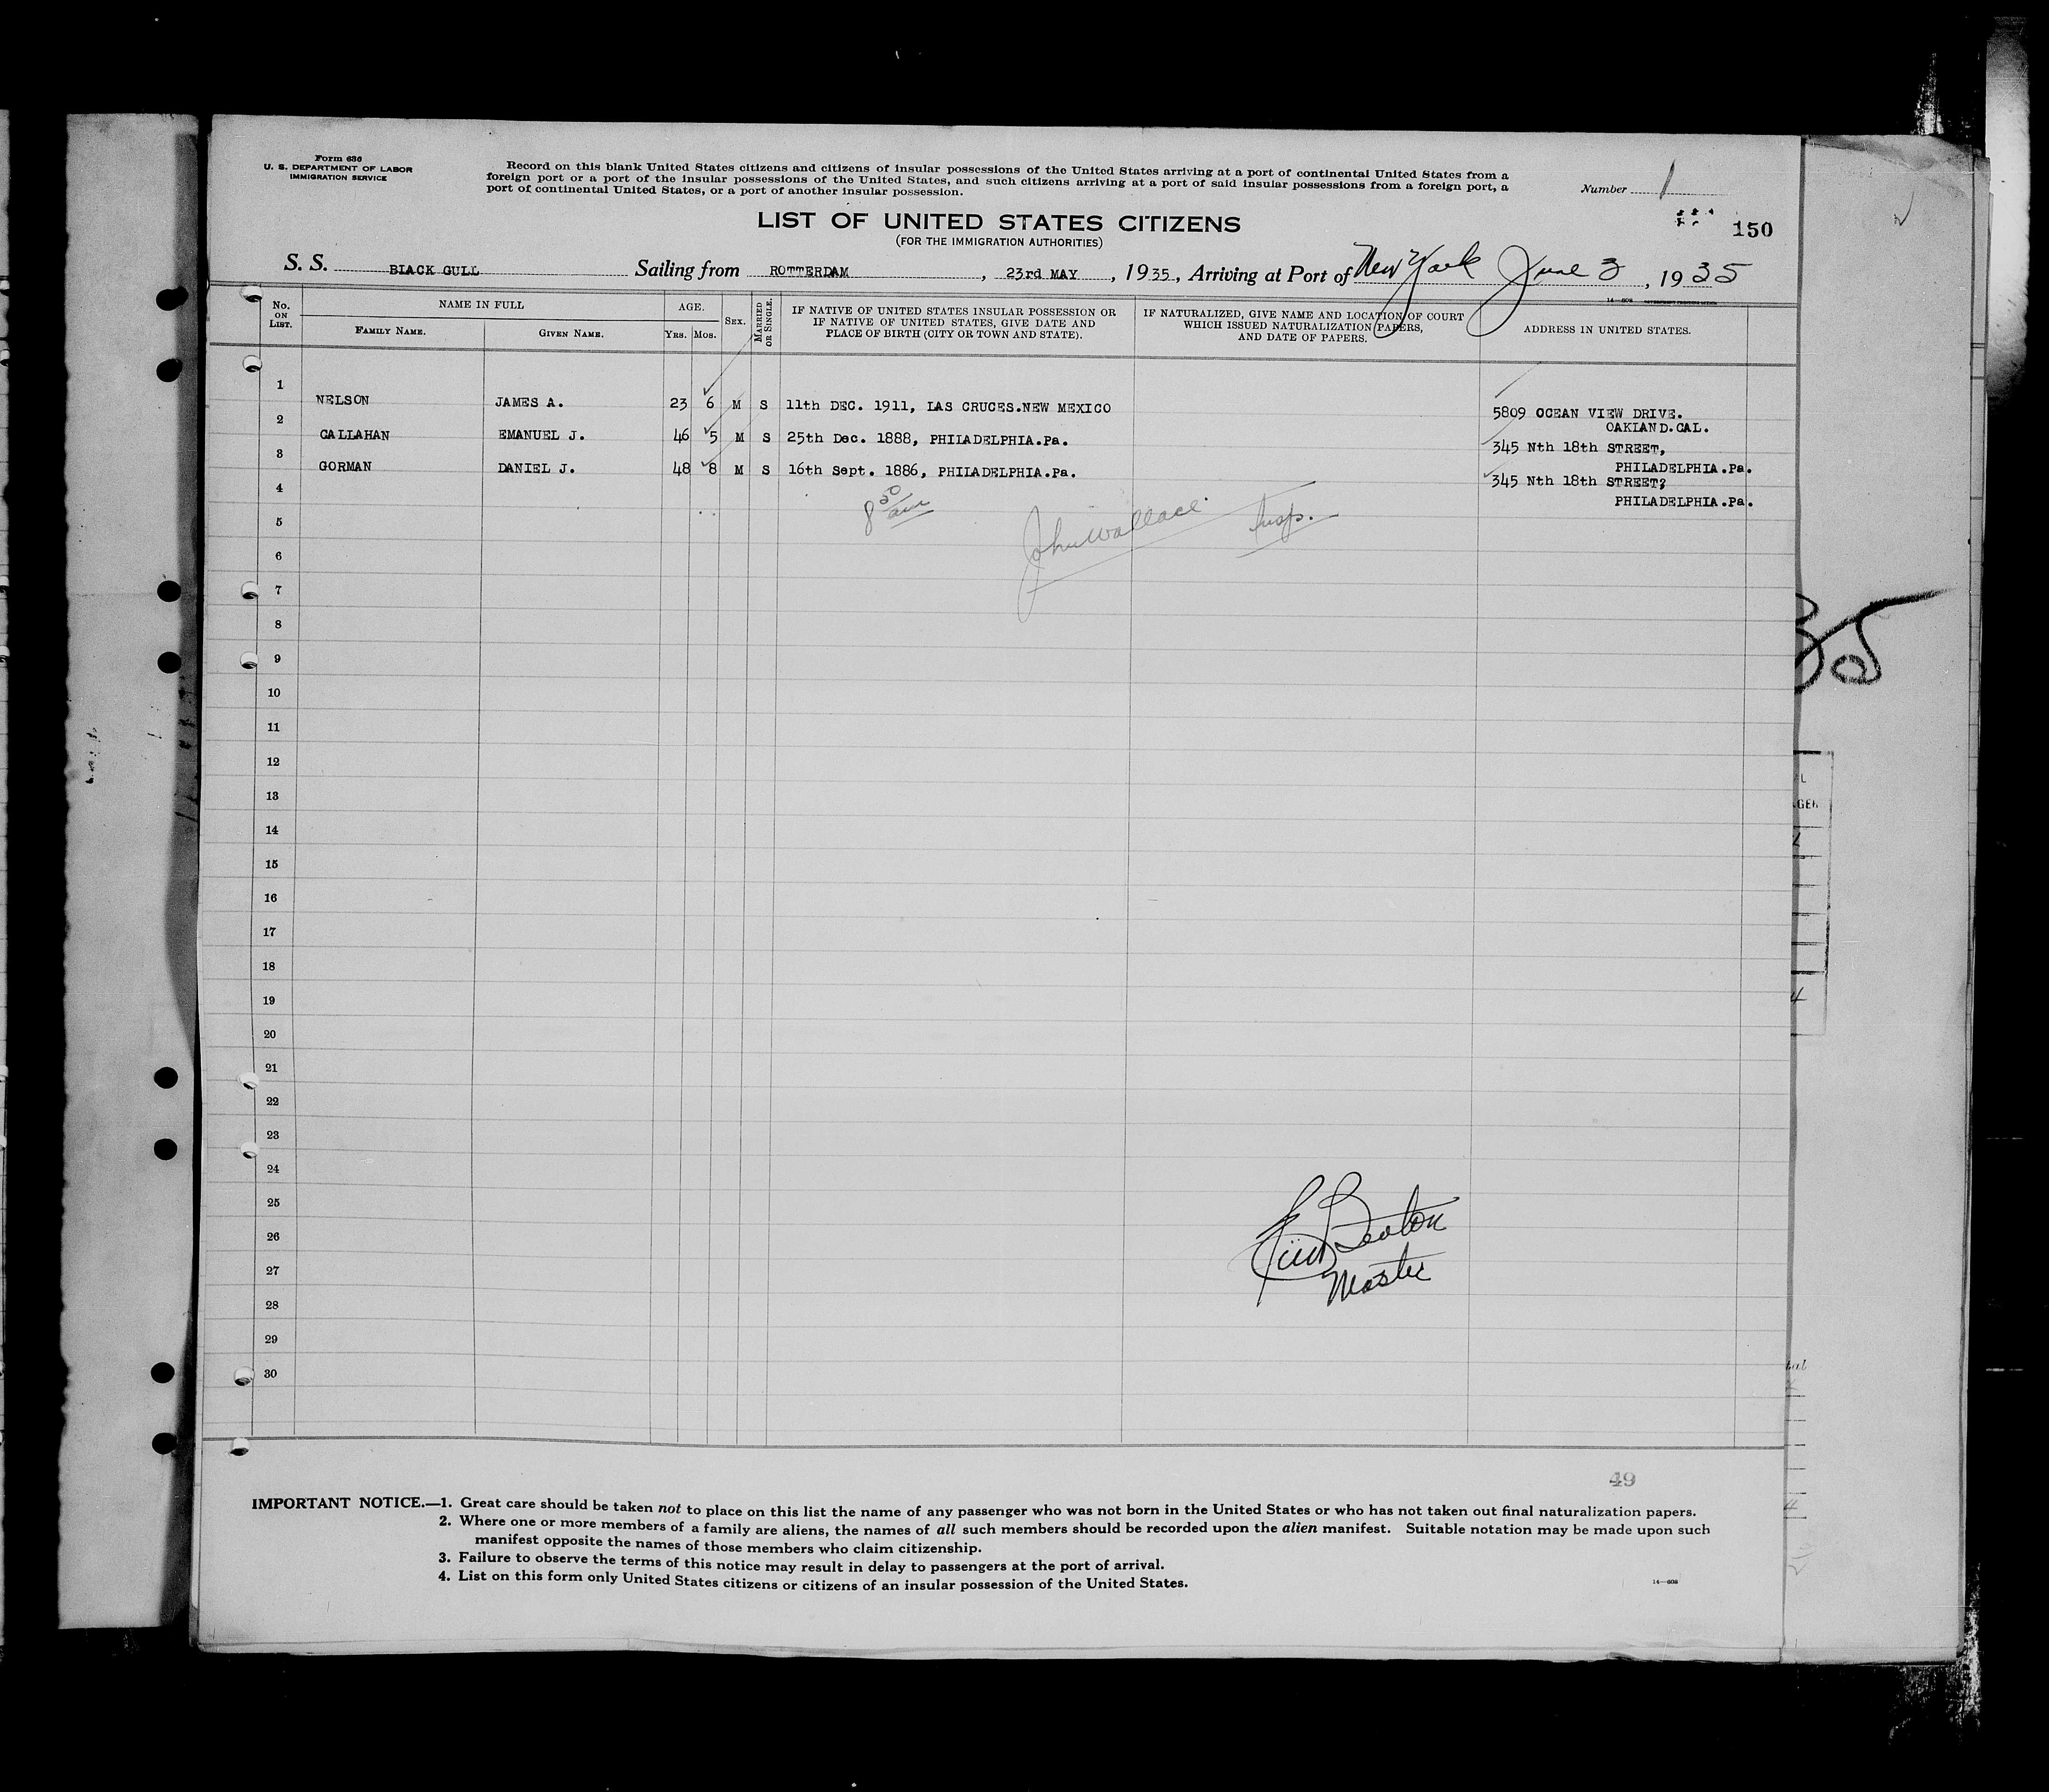 Form 636
U. S. DEPARTMENT OF LABOR
IMMIGRATION SERVICE
Record on this blank United States citizens and citizens of insular possessions of the United States arriving at a port of continental United States from a
foreign port or a port of the insular possessions of the United States, and such citizens arriving at a port of said insular possessions from a foreign port, a
port of continental United States, or a port of another insular possession.
Number 1
150
LIST OF UNITED STATES CITIZENS
(FOR THE IMMIGRATION AUTHORITIES)
S. S. BLACK GULL Sailing from ROTTERDAM, 23rd MAY, 1935, Arriving at Port of New York June 3, 1935
No. ON LIST. NAME IN FULL AGE. SEX. MARRIED OR SINGLE. IF NATIVE OF UNITED STATES INSULAR POSSESSION OR IF NATIVE OF UNITED STATES, GIVE DATE AND PLACE OF BIRTH (CITY OR TOWN AND STATE). IF NATURALIZED, GIVE NAME AND LOCATION OF COURT WHICH ISSUED NATURALIZATION PAPERS, AND DATE OF PAPERS. ADDRESS IN UNITED STATES.
FAMILY NAME. GIVEN NAME. YRS. MOS.
1
NELSON JAMES A. 23 6 M S 11th DEC. 1911, LAS CRUCES.NEW MEXICO 5809 OCEAN VIEW DRIVE.
OAKLAND.CAL.
2
CALLAHAN EMANUEL J. 46 5 M S 25th Dec. 1888, PHILADELPHIA.Pa. 345 Nth 18th STREET,
PHILADELPHIA.Pa.
3
GORMAN DANIEL J. 48 8 M S 16th Sept. 1886, PHILADELPHIA.Pa. 345 Nth 18th STREET?
PHILADELPHIA.Pa.
4
8 50 am John Wallace Insp.
5
6
7
8
9
10
11
12
13
14
15
16
17
18
19
20
21
22
23
24
25
26
27
28
29
30
Beaton
Master
49
IMPORTANT NOTICE.—1. Great care should be taken not to place on this list the name of any passenger who was not born in the United States or who has not taken out final naturalization papers.
2. Where one or more members of a family are aliens, the names of all such members should be recorded upon the alien manifest. Suitable notation may be made upon such
manifest opposite the names of those members who claim citizenship.
3. Failure to observe the terms of this notice may result in delay to passengers at the port of arrival.
4. List on this form only United States citizens or citizens of an insular possession of the United States.
14—608